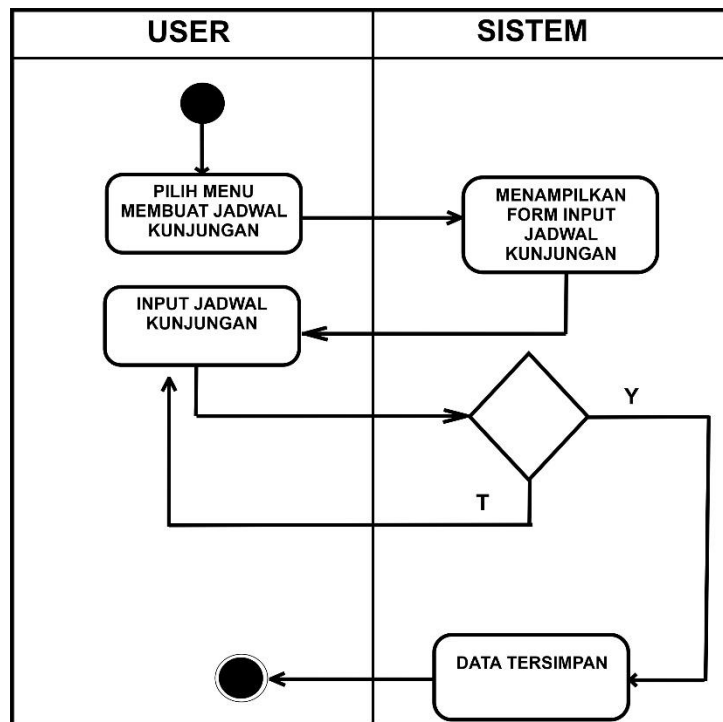 USER
SISTEM
PILIH MENU
MEMBUAT JADWAL
KUNJUNGAN
MENAMPILKAN
FORM INPUT
JADWAL
KUNJUNGAN
INPUT JADWAL
KUNJUNGAN
Y
T
DATA TERSIMPAN